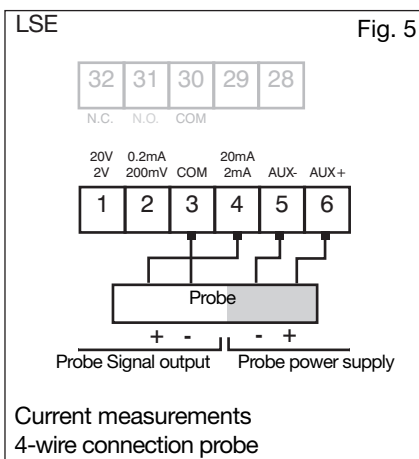 LSE
Fig. 5
32 31 30 29 28
N.C. N.O. COM
20V 0.2mA 20mA
2V 200mV COM 2mA AUX- AUX+
1 2 3 4 5 6
Probe
+ - - +
Probe Signal output Probe power supply
Current measurements
4-wire connection probe